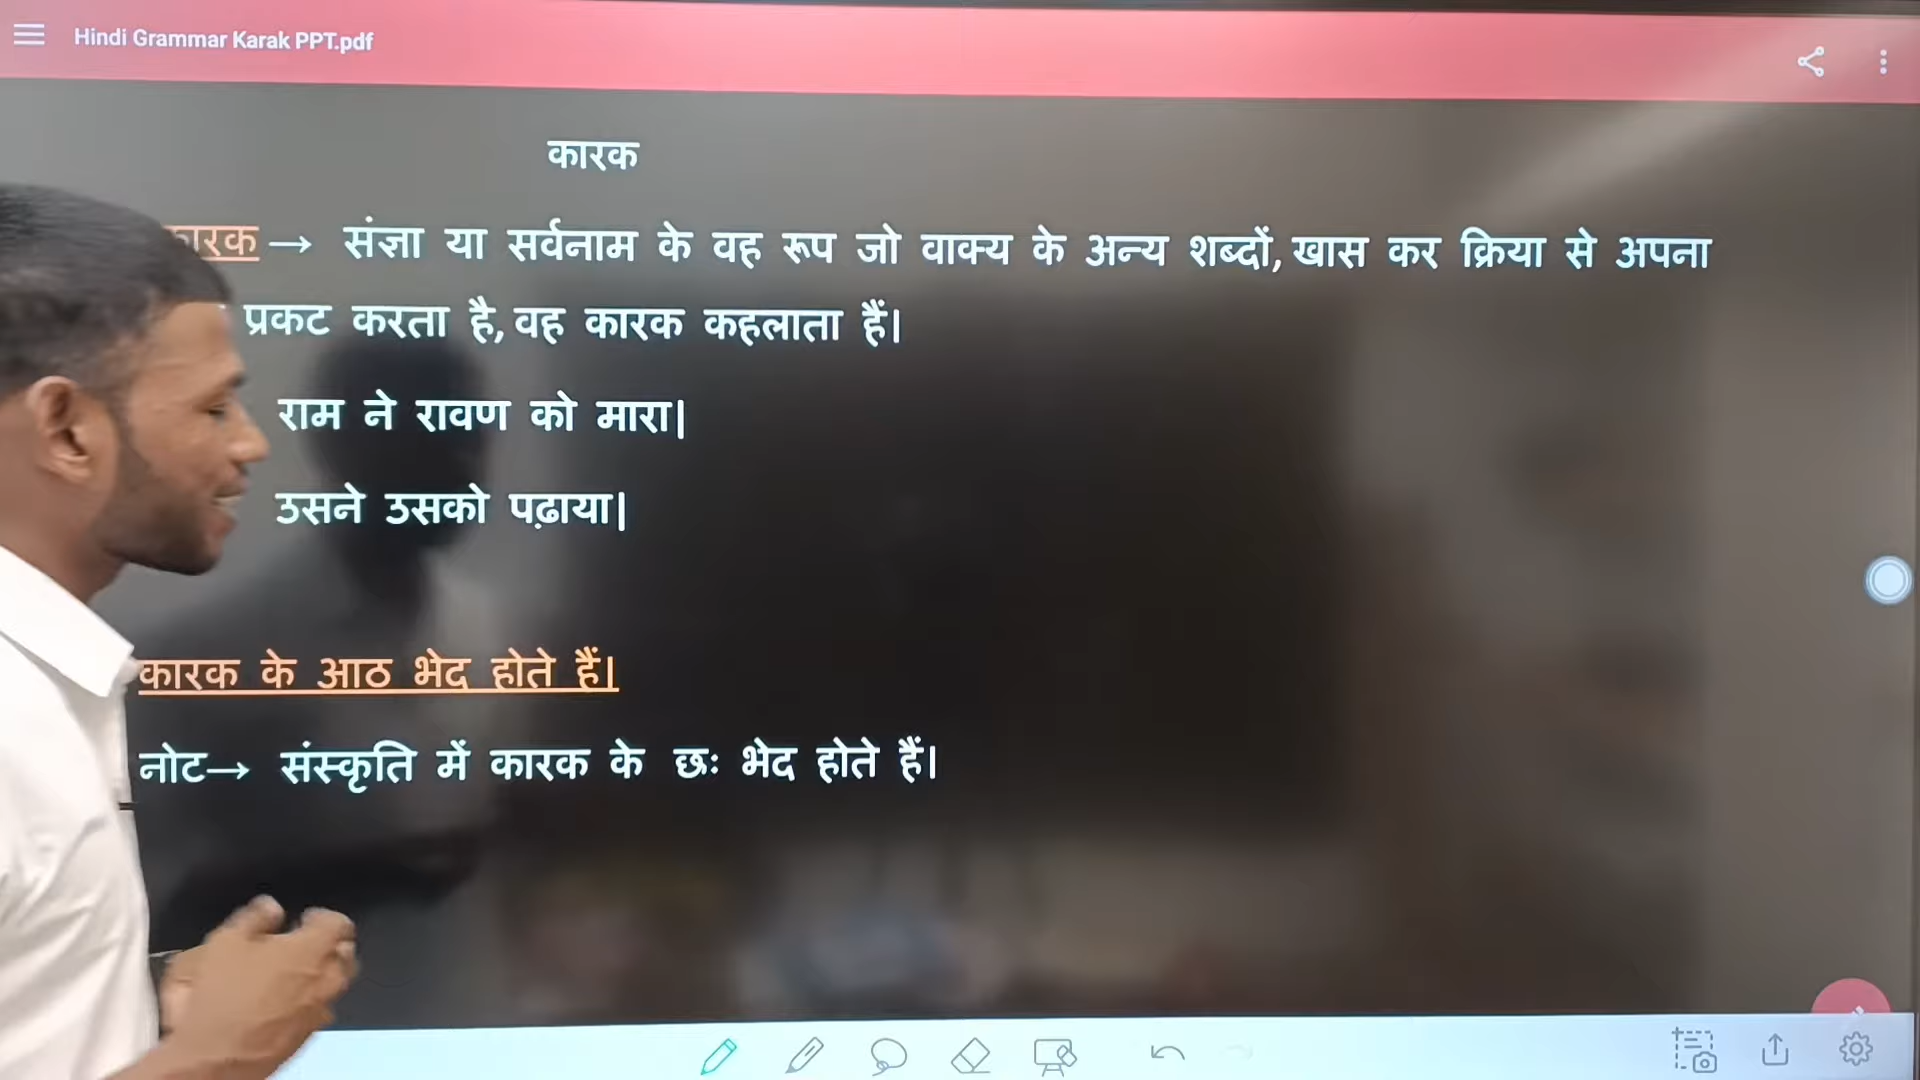 Hindi Grammar Karak PPT.pdf
कारक
कारक → संज्ञा या सर्वनाम के वह रूप जो वाक्य के अन्य शब्दों, खास कर क्रिया से अपना
प्रकट करता है, वह कारक कहलाता हैं।
राम ने रावण को मारा|
उसने उसको पढ़ाया|
कारक के आठ भेद होते हैं।
नोट→ संस्कृति में कारक के छः भेद होते हैं।